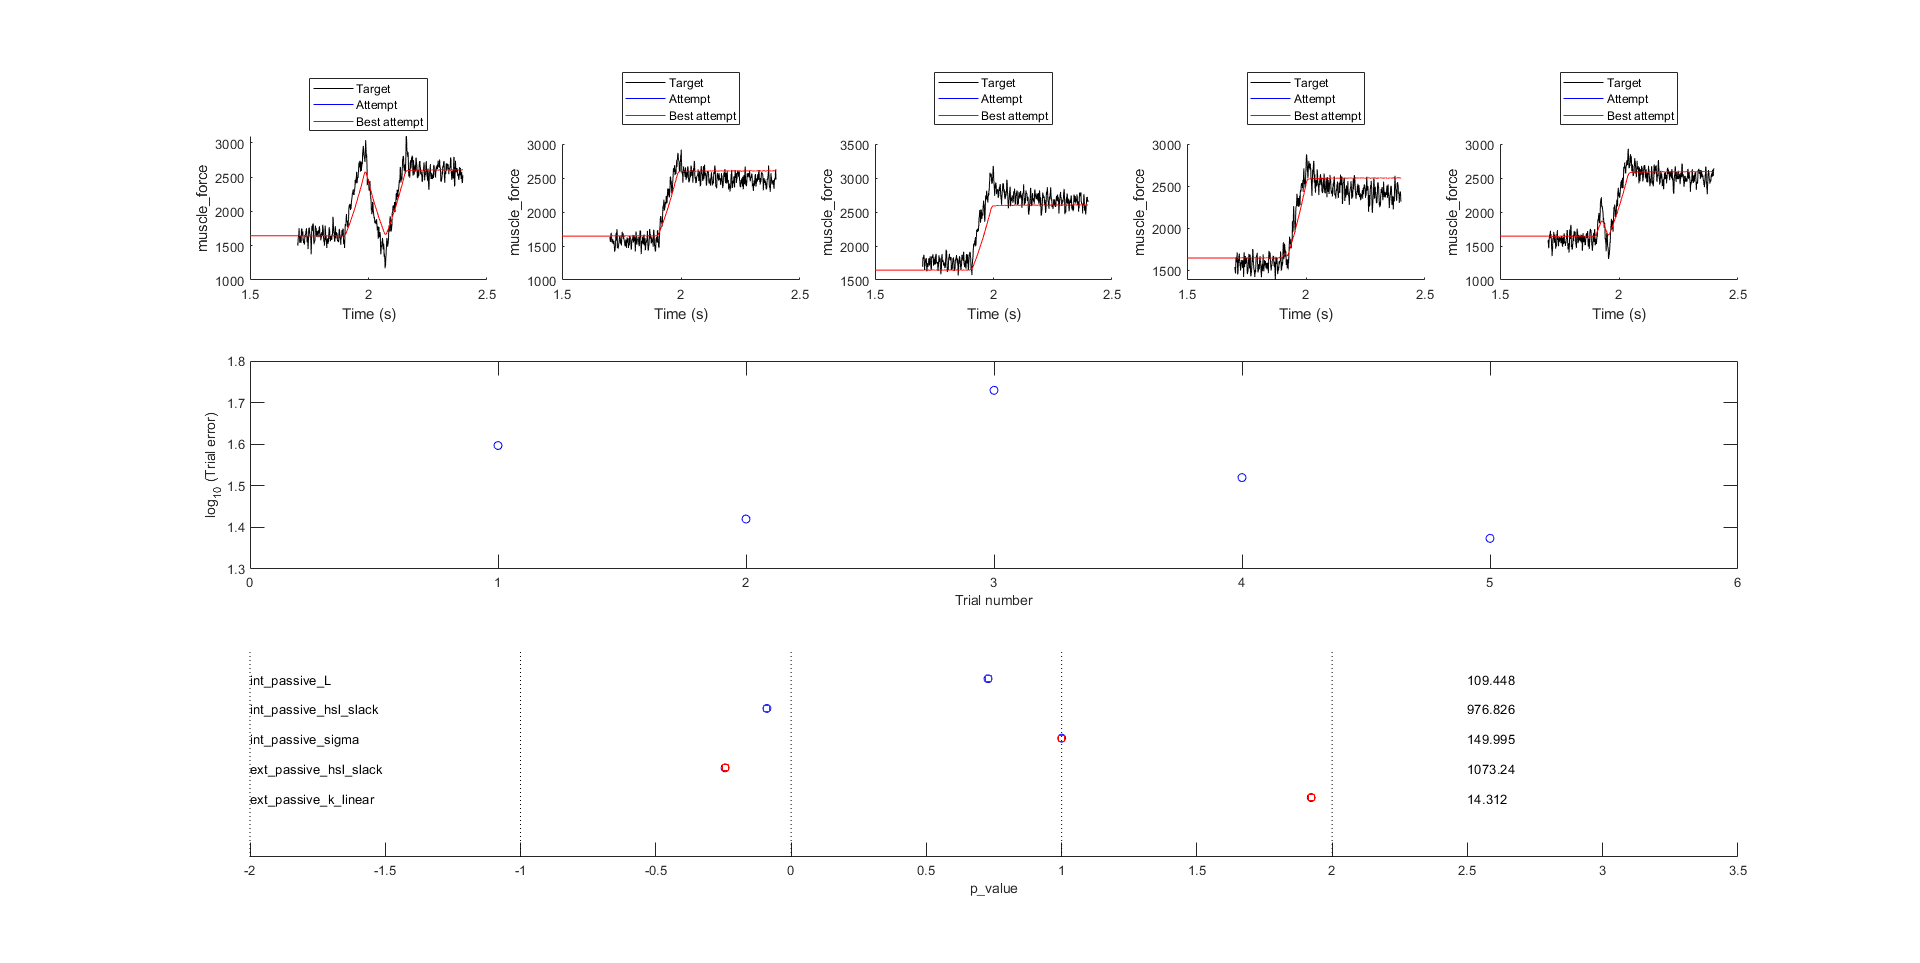 Target
Attempt
Best attempt
Target
Attempt
Best attempt
Target
Attempt
Best attempt
Target
Attempt
Best attempt
Target
Attempt
Best attempt
muscle_force
3000
2500
2000
1500
1000
1.5 2 2.5
Time (s)
muscle_force
3000
2500
2000
1500
1000
1.5 2 2.5
Time (s)
muscle_force
3500
3000
2500
2000
1500
1.5 2 2.5
Time (s)
muscle_force
3000
2500
2000
1500
1.5 2 2.5
Time (s)
muscle_force
3000
2500
2000
1500
1000
1.5 2 2.5
Time (s)
log10 (Trial error)
1.8
1.7
1.6
1.5
1.4
1.3
0 1 2 3 4 5 6
Trial number
int_passive_L 109.448
int_passive_hsl_slack 976.826
int_passive_sigma 149.995
ext_passive_hsl_slack 1073.24
ext_passive_k_linear 14.312
-2 -1.5 -1 -0.5 0 0.5 1 1.5 2 2.5 3 3.5
p_value